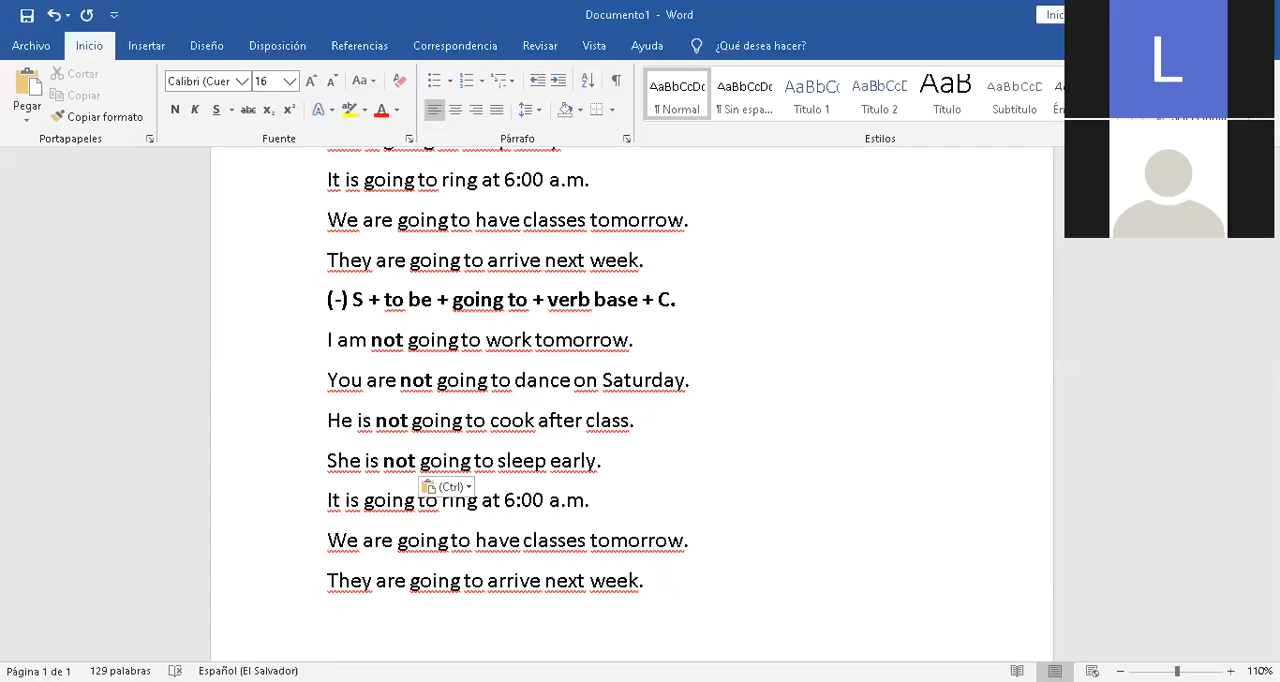 Documento1 - Word
Inic
L
Archivo Inicio Insertar Diseño Disposición Referencias Correspondencia Revisar Vista Ayuda ¿Qué desea hacer?
Pegar
Cortar
Copiar
Copiar formato
Portapapeles
Calibri (Cuer 16
Aa
N K S abc x₂ x²
Fuente
Párrafo
AaBbCcDc AaBbCcDc AaBbCc AaBbCcD AaB AaBbCcD
¶ Normal ¶ Sin espa... Título 1 Título 2 Título Subtítulo
Estilos
It is going to ring at 6:00 a.m.
We are going to have classes tomorrow.
They are going to arrive next week.
(-) S + to be + going to + verb base + C.
I am not going to work tomorrow.
You are not going to dance on Saturday.
He is not going to cook after class.
She is not going to sleep early.
(Ctrl)
It is going to ring at 6:00 a.m.
We are going to have classes tomorrow.
They are going to arrive next week.
Página 1 de 1 129 palabras Español (El Salvador) 110%